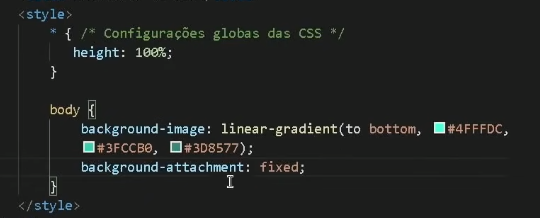 <style>
* { /* Configurações globas das CSS */
height: 100%;
}
body {
background-image: linear-gradient(to bottom, #4FFFDC,
#3FCCB0, #3D8577);
background-attachment: fixed;
}
</style>